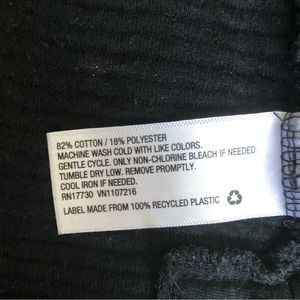 82% COTTON / 18% POLYESTER
MACHINE WASH COLD WITH LIKE COLORS.
GENTLE CYCLE. ONLY NON-CHLORINE BLEACH IF NEEDED.
TUMBLE DRY LOW. REMOVE PROMPTLY.
COOL IRON IF NEEDED.
RN17730 VN1107216
LABEL MADE FROM 100% RECYCLED PLASTIC